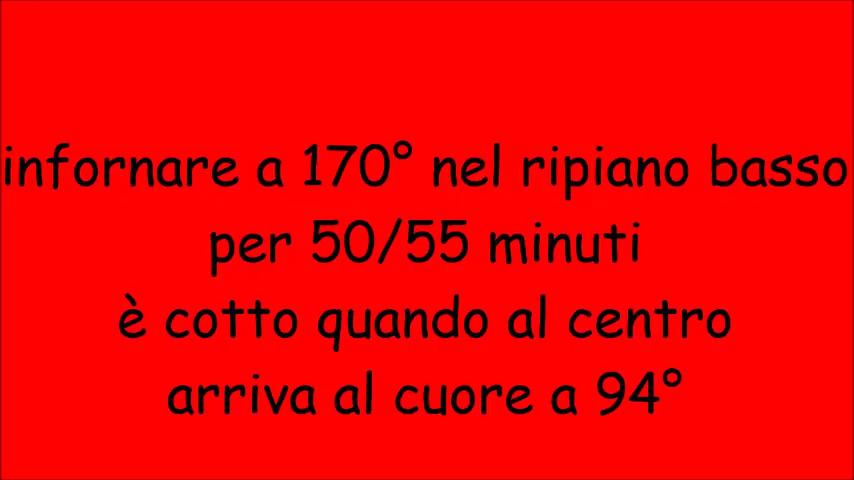 infornare a 170° nel ripiano basso
per 50/55 minuti
è cotto quando al centro
arriva al cuore a 94°